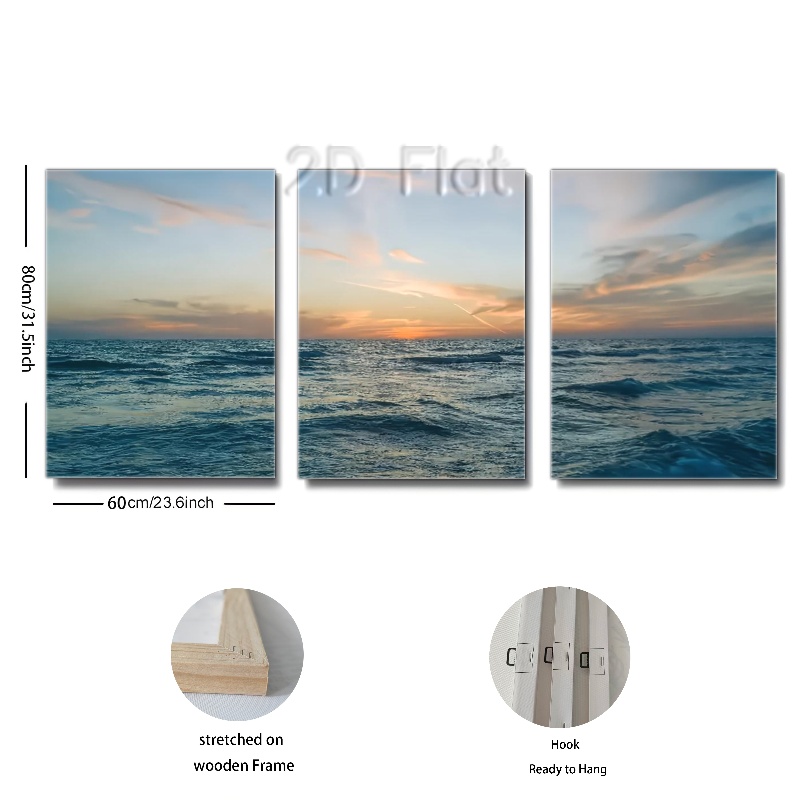 2D Flat
80cm/31.5inch
60cm/23.6inch
stretched on
wooden Frame
Hook
Ready to Hang